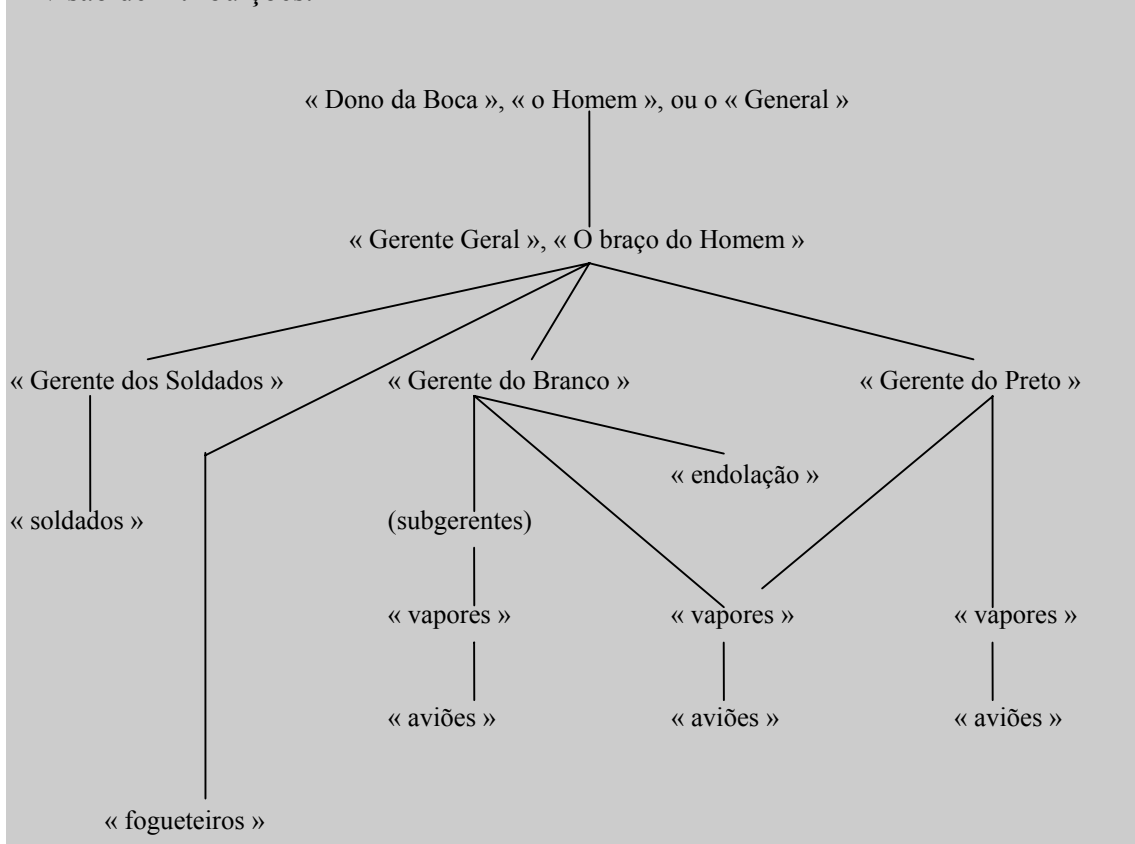 « Dono da Boca », « o Homem », ou o « General »
« Gerente Geral », « O braço do Homem »
« Gerente dos Soldados » « Gerente do Branco » « Gerente do Preto »
« endolação »
« soldados » (subgerentes)
« vapores » « vapores » « vapores »
« aviões » « aviões » « aviões »
« fogueteiros »